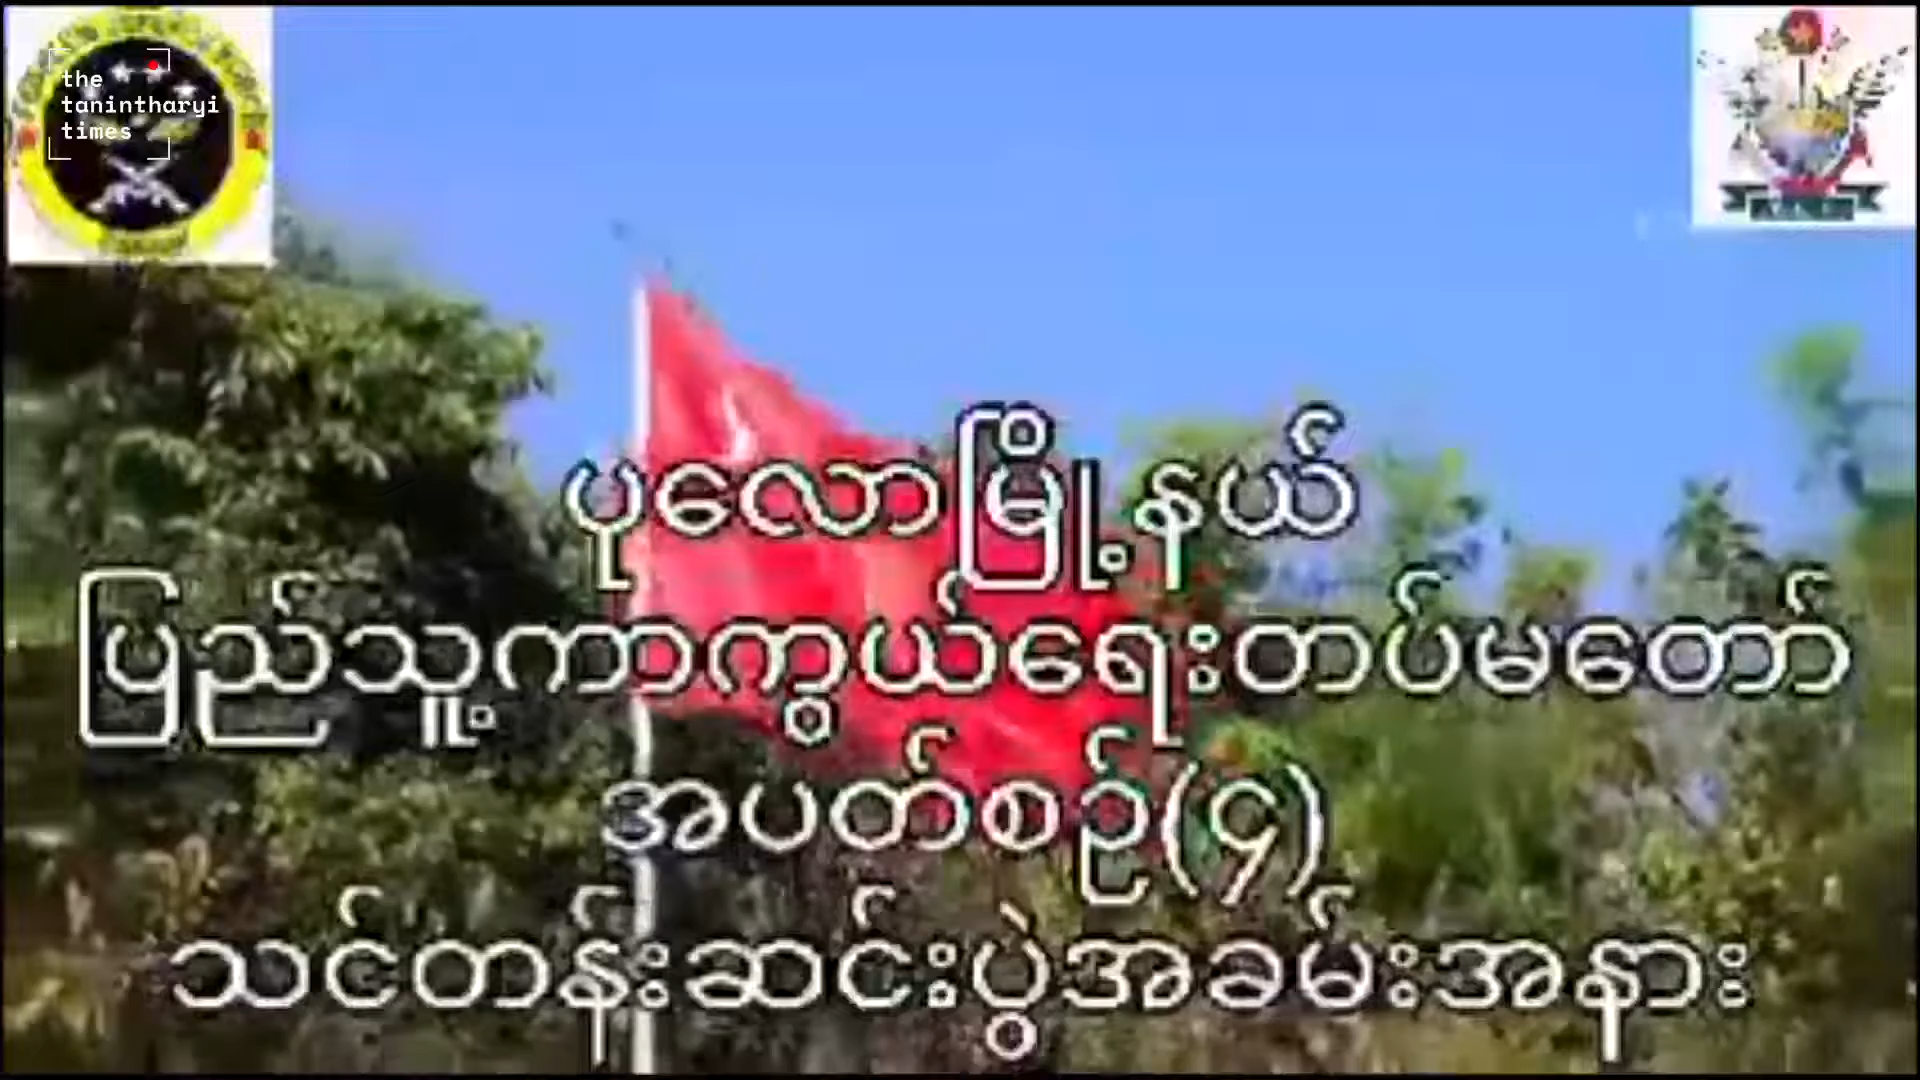 the
tanintharyi
times
ပုလောမြို့နယ်
ပြည်သူ့ကာကွယ်ရေးတပ်မတော်
အပတ်စဉ်(၄)
သင်တန်းဆင်းပွဲအခမ်းအနား